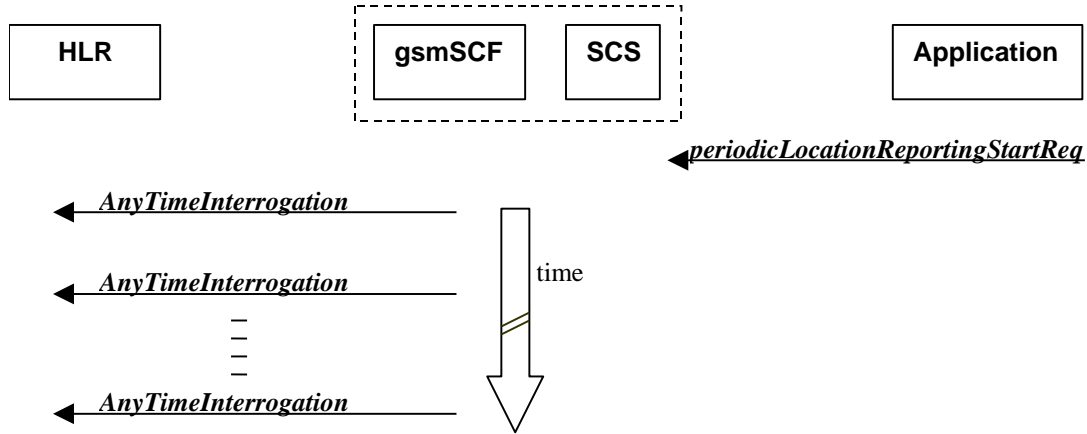 HLR
gsmSCF
SCS
Application
periodicLocationReportingStartReq
AnyTimeInterrogation
AnyTimeInterrogation
time
AnyTimeInterrogation